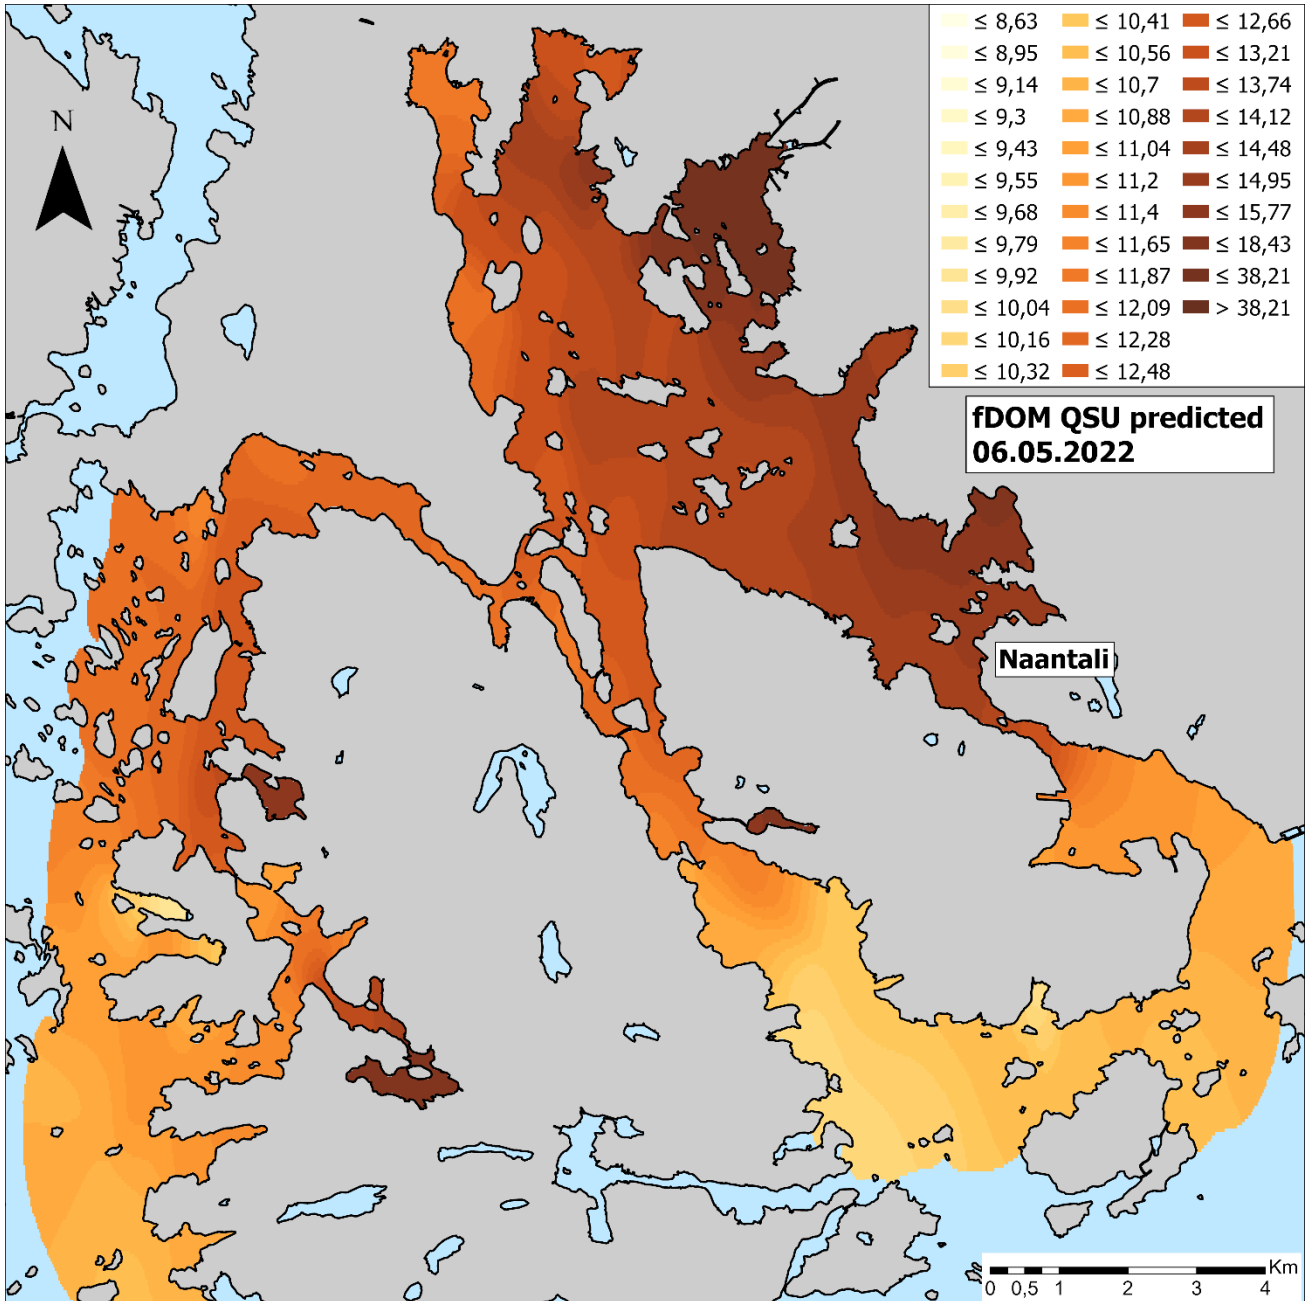 ≤ 8,63 ≤ 10,41 ≤ 12,66
≤ 8,95 ≤ 10,56 ≤ 13,21
≤ 9,14 ≤ 10,7 ≤ 13,74
≤ 9,3 ≤ 10,88 ≤ 14,12
≤ 9,43 ≤ 11,04 ≤ 14,48
≤ 9,55 ≤ 11,2 ≤ 14,95
≤ 9,68 ≤ 11,4 ≤ 15,77
≤ 9,79 ≤ 11,65 ≤ 18,43
≤ 9,92 ≤ 11,87 ≤ 38,21
≤ 10,04 ≤ 12,09 > 38,21
≤ 10,16 ≤ 12,28
≤ 10,32 ≤ 12,48
N
fDOM QSU predicted
06.05.2022
Naantali
Km
0 0,5 1 2 3 4